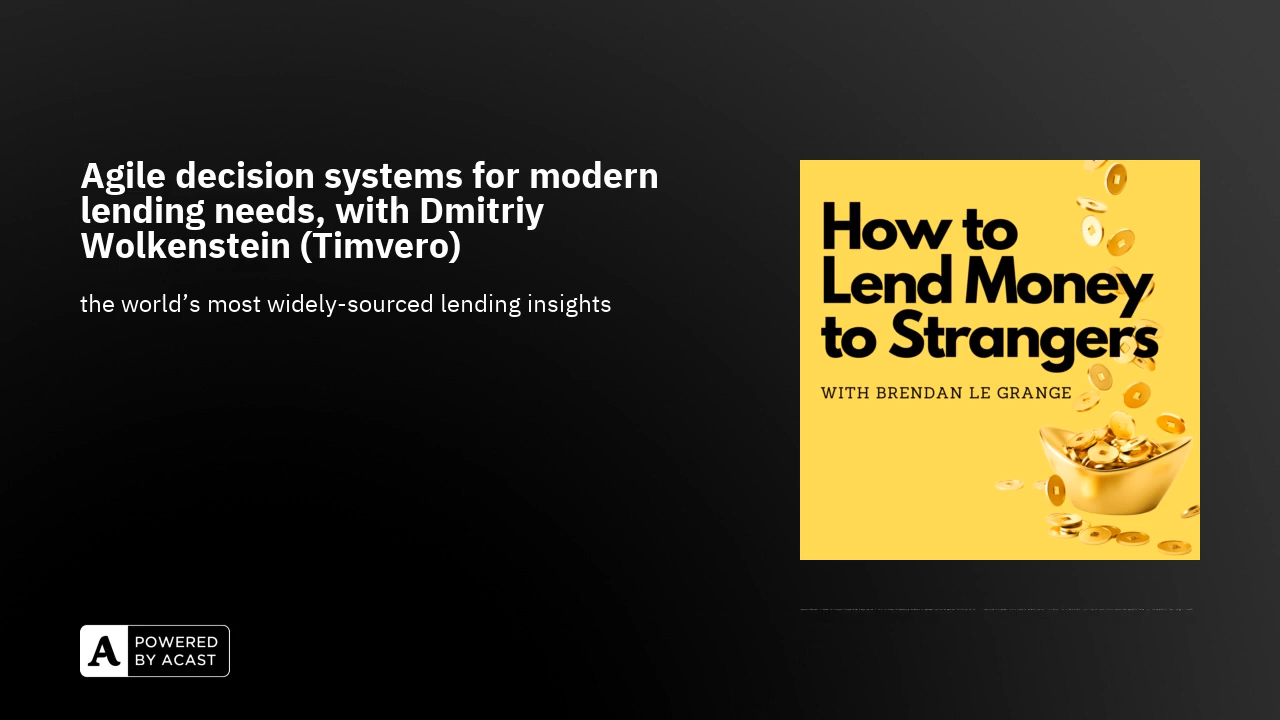 Agile decision systems for modern
lending needs, with Dmitriy
Wolkenstein (Timvero)
the world’s most widely-sourced lending insights
How to
Lend Money
to Strangers
WITH BRENDAN LE GRANGE
A
POWERED
BY ACAST